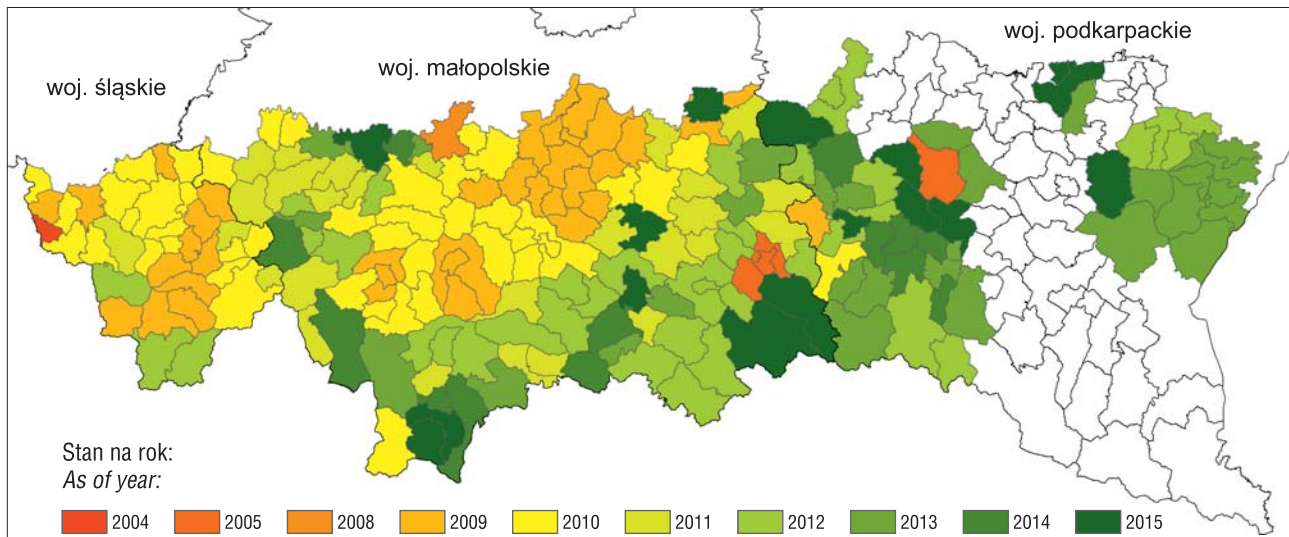 woj. podkarpackie
woj. małopolskie
woj. śląskie
Stan na rok:
As of year:
2004 2005 2008 2009 2010 2011 2012 2013 2014 2015